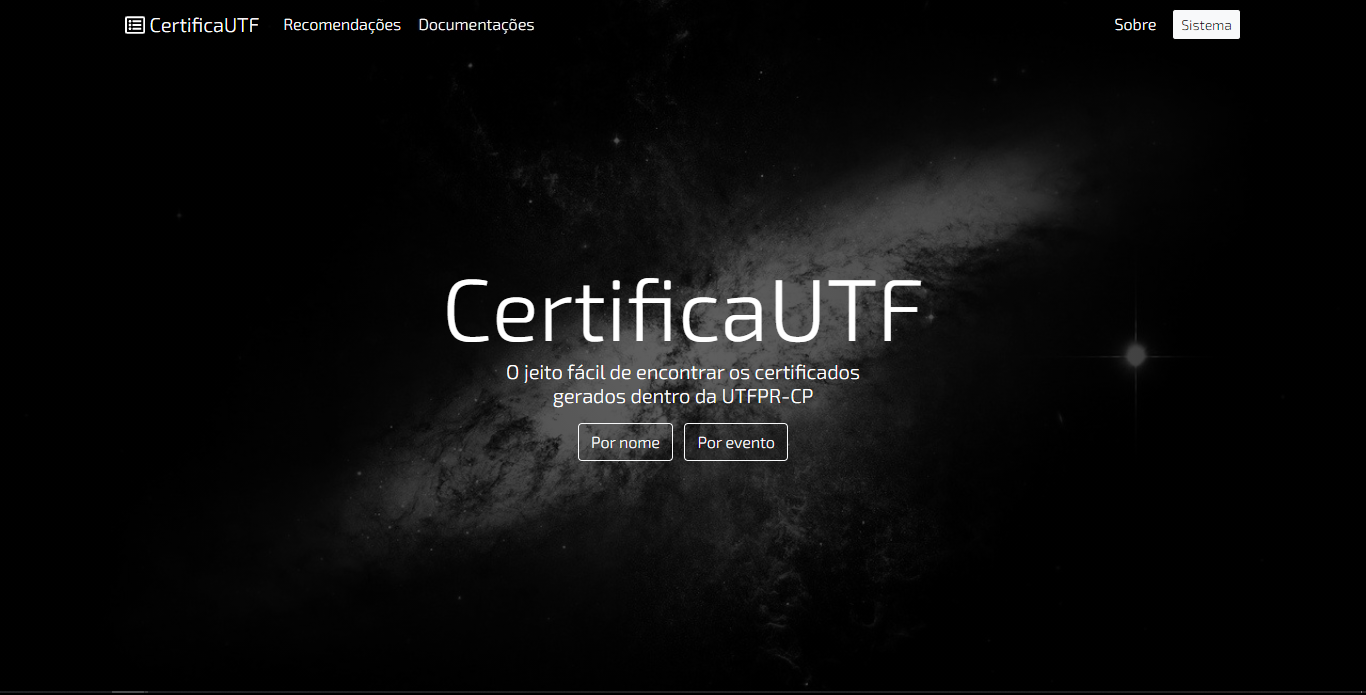 CertificaUTF Recomendações Documentações Sobre Sistema
CertificaUTF
O jeito fácil de encontrar os certificados
gerados dentro da UTFPR-CP
Por nome Por evento